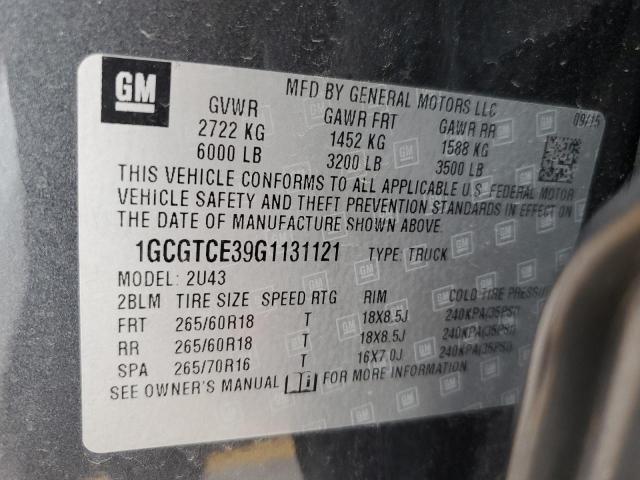 GM
MFD BY GENERAL MOTORS LLC
GVWR GAWR FRT GAWR RR 09/15
2722 KG 1452 KG 1588 KG
6000 LB 3200 LB 3500 LB
THIS VEHICLE CONFORMS TO ALL APPLICABLE U.S. FEDERAL MOTOR
VEHICLE SAFETY AND THEFT PREVENTION STANDARDS IN EFFECT ON
THE DATE OF MANUFACTURE SHOWN ABOVE.
1GCGTCE39G1131121 TYPE: TRUCK
MODEL: 2U43
2BLM TIRE SIZE SPEED RTG RIM COLD TIRE PRESSU
FRT 265/60R18 T 18X8.5J 240KPA(35PSI)
RR 265/60R18 T 18X8.5J 240KPA(35PSI)
SPA 265/70R16 T 16X7.0J 240KPA(35PSI)
SEE OWNER'S MANUAL i FOR MORE INFORMATION